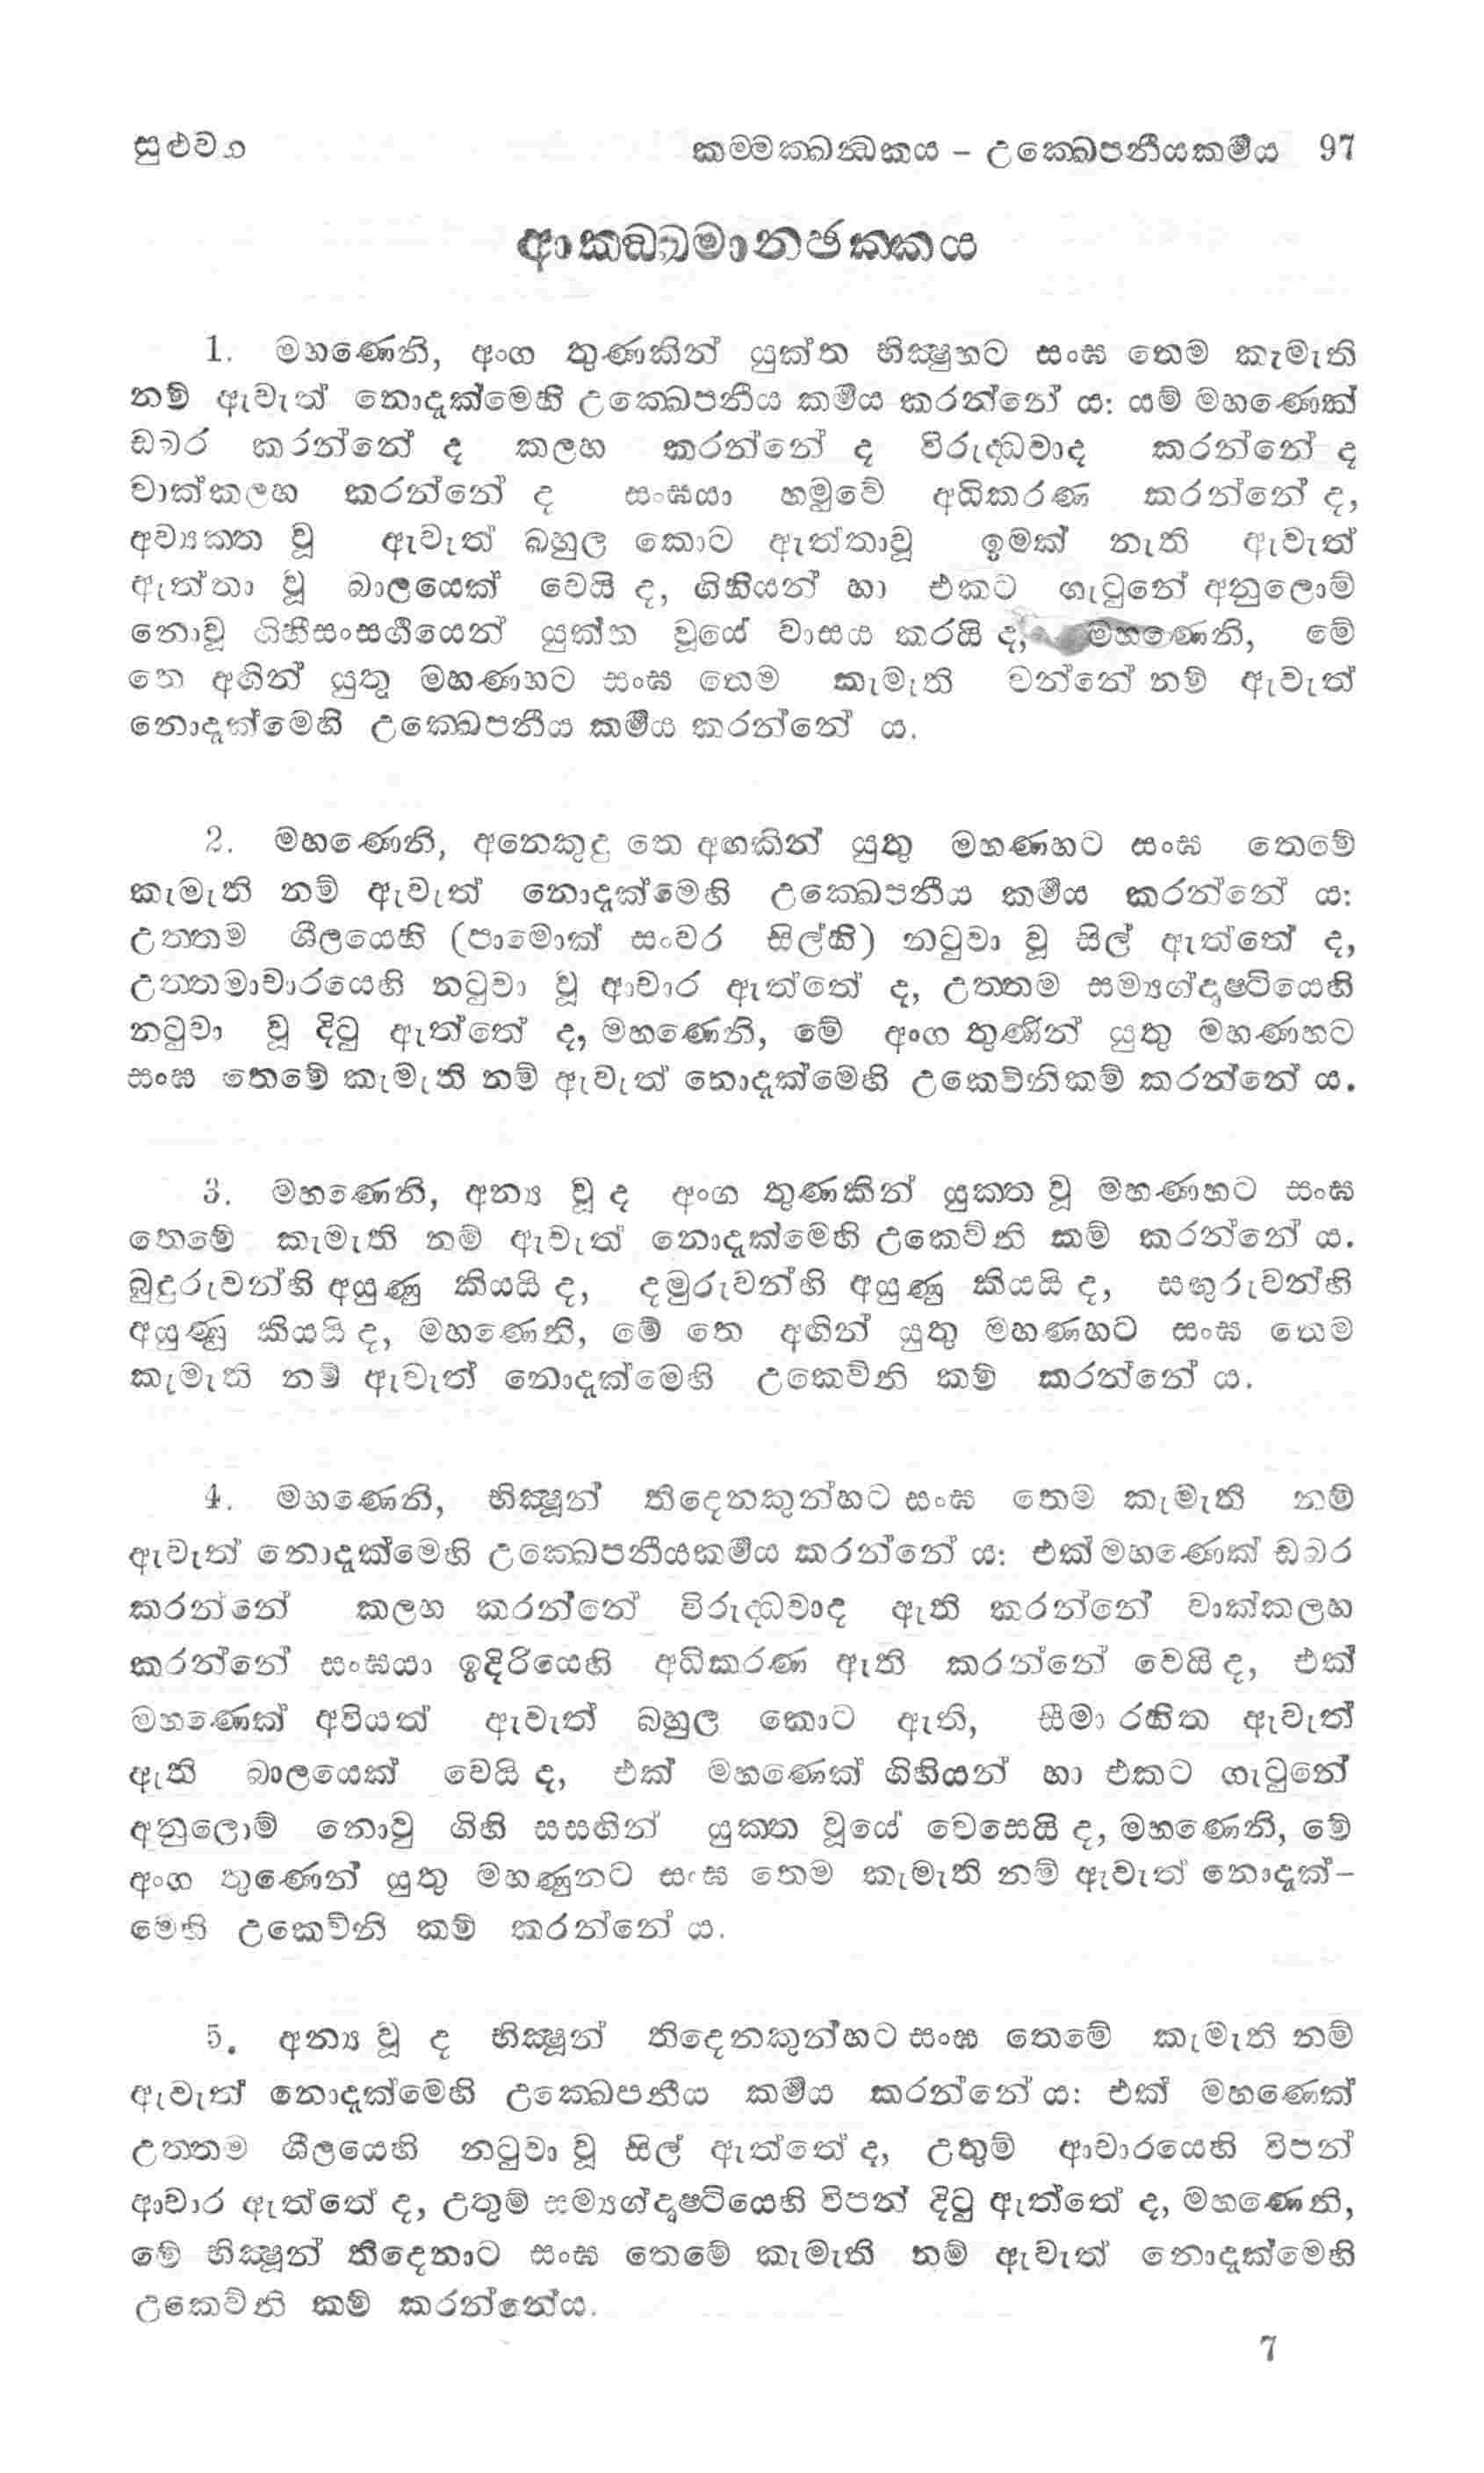 සුළුවග කම‍්මක‍්ඛන්‍ධකය – උක‍්ඛෙපනීයකර්‍මය 97
ආකඞ්ඛමානඡක‍්කය
1. මහණෙනි, අංග තුණකින් යුක්ත භික්‍ෂුහට සංඝ තෙම කැමැති
නම් ඇවැත් නොදැක්මෙහි උක‍්ඛෙපනීය කර්‍මය කරන්නේ ය: යම් මහණෙක්
ඩබර කරන්නේ ද කලහ කරන්නේ ද විරුද්‍ධවාද කරන්නේ ද
වාක්කලහ කරන්නේ ද සංඝයා හමුවේ අධිකරණ කරන්නේ ද,
අව්‍යක‍්ත වූ ඇවැත් බහුල කොට ඇත්තාවූ ඉමක් නැති ඇවැත්
ඇත්තා වූ බාලයෙක් වෙයි ද, ගිහියන් හා එකට ගැටුනේ අනුලොම්
නොවූ ගිහිසංසර්‍ගයෙන් යුක්ත වූයේ වාසය කරයි ද, මහණෙනි, මේ
තෙ අඟින් යුතු මහණහට සංඝ තෙම කැමැති වන්නේ නම් ඇවැත්
නොදැක්මෙහි උක‍්ඛෙපනීය කර්‍මය කරන්නේ ය.
2. මහණෙනි, අනෙකුදු තෙ අඟකින් යුතු මහණහට සංඝ තෙමේ
කැමැති නම් ඇවැත් නොදැක්මෙහි උක‍්ඛෙපනීය කර්‍මය කරන්නේ ය:
උත‍්තම ශීලයෙහි (පාමොක් සංවර සිල්හි) නටුවා වූ සිල් ඇත්තේ ද,
උත‍්තමාචාරයෙහි නටුවා වූ ආචාර ඇත්තේ ද, උත‍්තම සම්‍යග්දෘෂ්ටියෙහි
නටුවා වූ දිටු ඇත්තේ ද, මහණෙනි, මේ අංග තුණින් යුතු මහණහට
සංඝ තෙමේ කැමැති නම් ඇවැත් නොදැක්මෙහි උකෙව්නිකම් කරන්නේ ය.
3. මහණෙනි, අන්‍ය වූ ද අංග තුණකින් යුක‍්ත වූ මහණහට සංඝ
තෙමේ කැමැති නම් ඇවැත් නොදැක්මෙහි උකෙව්නි කම් කරන්නේ ය.
බුදුරුවන්හි අයුණු කියයි ද, දමුරුවන්හි අයුණු කියයි ද, සඟුරුවන්හි
අයුණු කියයි ද, මහණෙනි, මේ තෙ අඟින් යුතු මහණහට සංඝ තෙම
කැමැති නම් ඇවැත් නොදැක්මෙහි උකෙව්නි කම් කරන්නේ ය.
4. මහණෙනි, භික්‍ෂූන් තිදෙනකුන්හට සංඝ තෙම කැමැති නම්
ඇවැත් නොදැක්මෙහි උක‍්ඛෙපනීයකර්‍මය කරන්නේ ය: එක් මහණෙක් ඩබර
කරන්නේ කලහ කරන්නේ විරුද්‍ධවාද ඇති කරන්නේ වාක්කලහ
කරන්නේ සංඝයා ඉදිරියෙහි අධිකරණ ඇති කරන්නේ වෙයි ද, එක්
මහණෙක් අවියත් ඇවැත් බහුල කොට ඇති, සීමා රහිත ඇවැත්
ඇති බාලයෙක් වෙයි ද, එක් මහණෙක් ගිහියන් හා එකට ගැටුනේ
අනුලොම් නොවූ ගිහි සසඟින් යුක‍්ත වූයේ වෙසෙයි ද, මහණෙනි, මේ
අංග තුණෙන් යුතු මහණුනට සංඝ තෙම කැමැති නම් ඇවැත් නොදැක්–
මෙහි උකෙව්නි කම් කරන්නේ ය.
5. අන්‍ය වූ ද භික්‍ෂූන් තිදෙනකුන්හට සංඝ තෙමේ කැමැති නම්
ඇවැත් නොදැක්මෙහි උක‍්ඛෙපනීය කර්‍මය කරන්නේ ය: එක් මහණෙක්
උත‍්තම ශීලයෙහි නටුවා වූ සිල් ඇත්තේ ද, උතුම් ආචාරයෙහි විපන්
ආචාර ඇත්තේ ද, උතුම් සම්‍යග්දෘෂ්ටියෙහි විපන් දිටු ඇත්තේ ද, මහණෙනි,
මේ භික්‍ෂූන් තිදෙනාට සංඝ තෙමේ කැමැති නම් ඇවැත් නොදැක්මෙහි
උකෙව්නි කම් කරන්නේය.
7